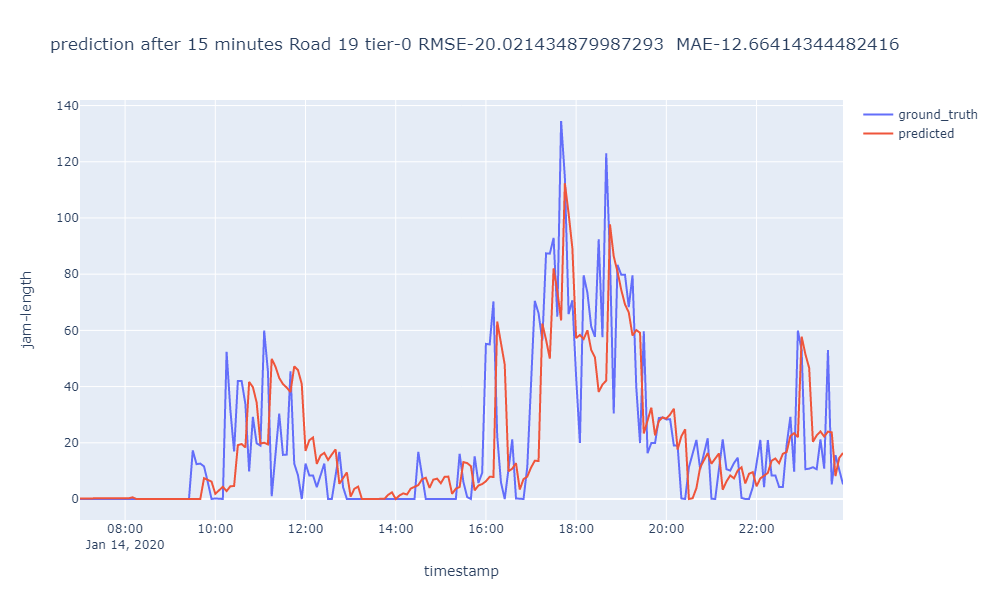 prediction after 15 minutes Road 19 tier-0 RMSE-20.021434879987293  MAE-12.66414344482416
ground_truth
predicted
140
120
100
80
60
40
20
0
jam-length
08:00 10:00 12:00 14:00 16:00 18:00 20:00 22:00
Jan 14, 2020
timestamp